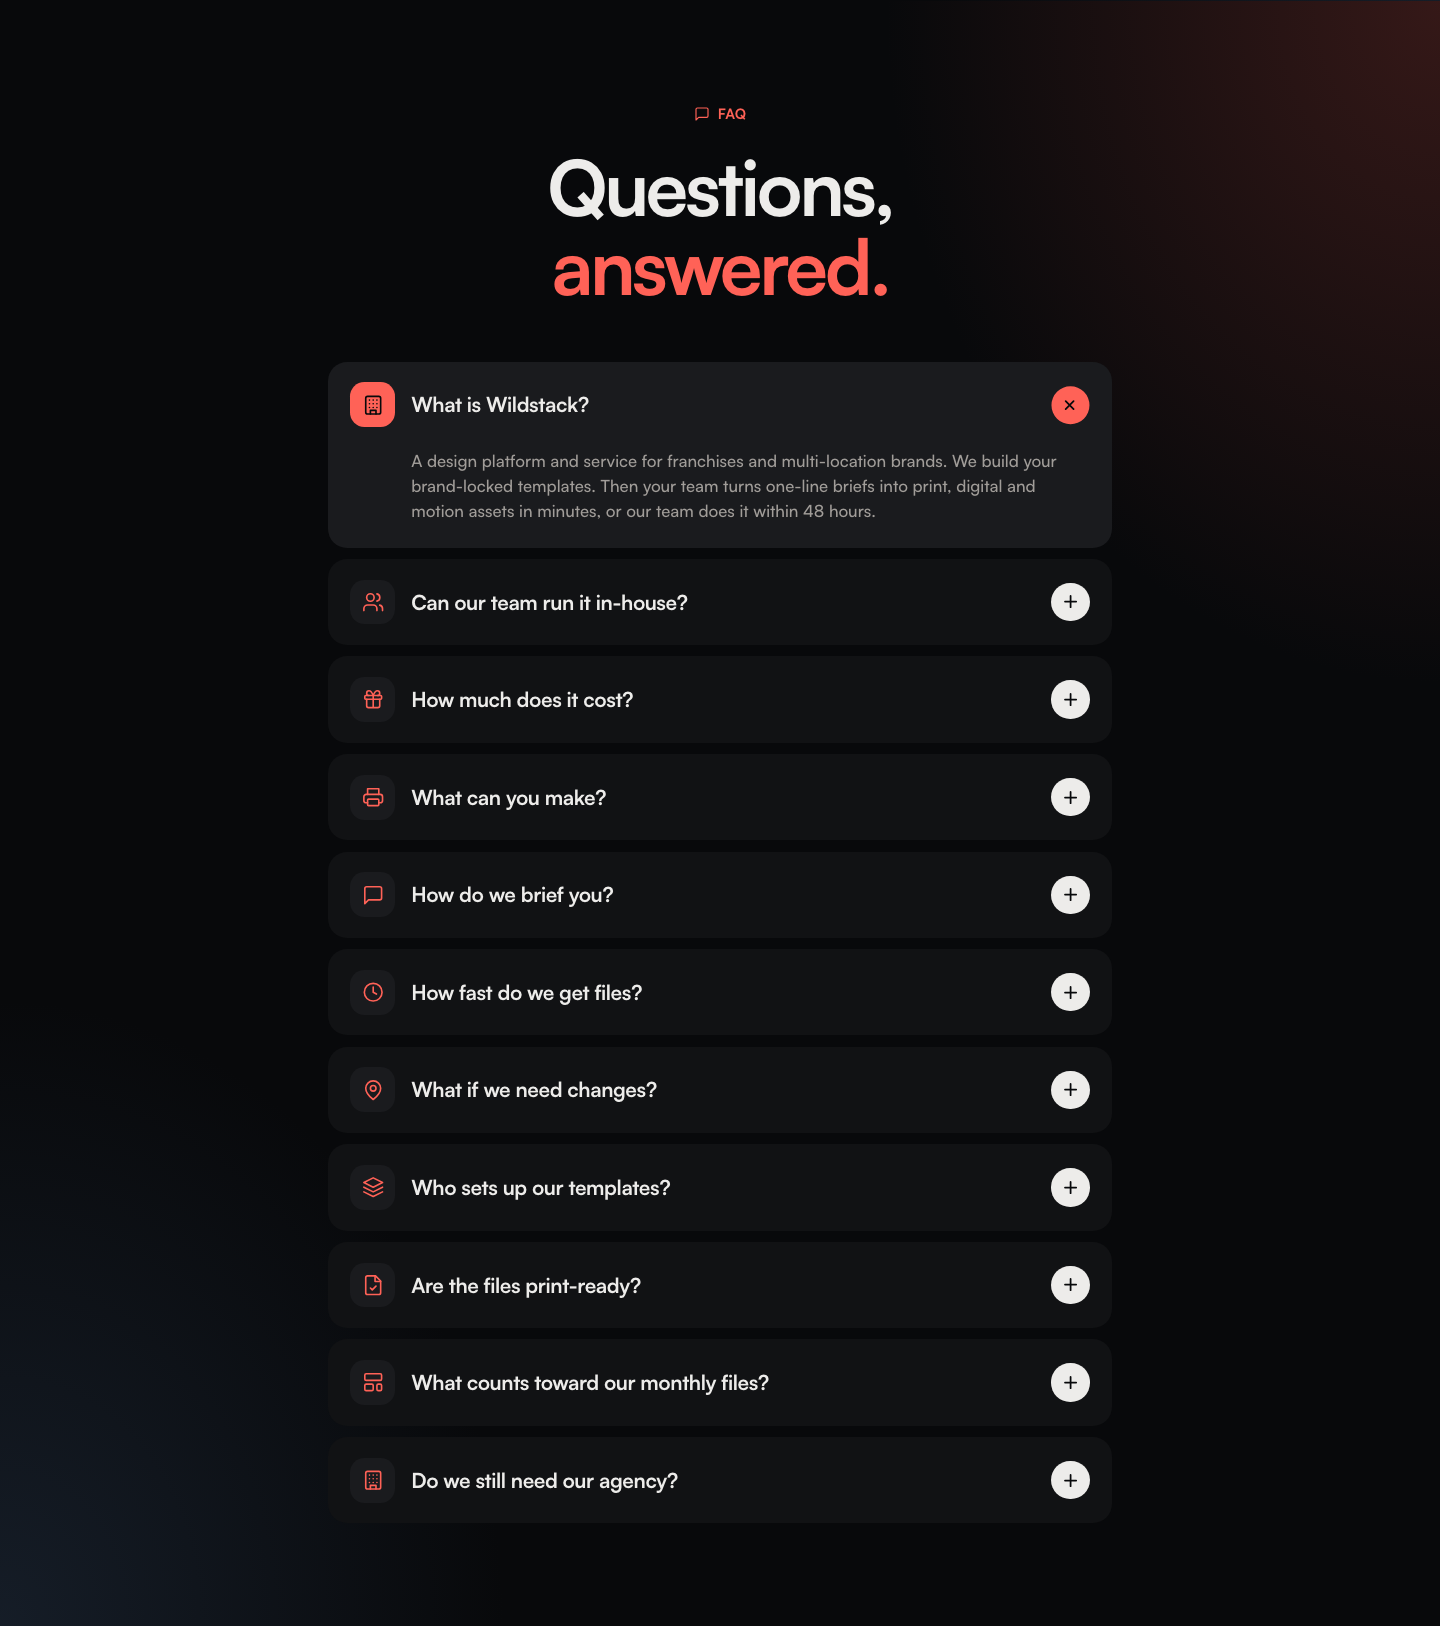 FAQ
Questions,
answered.
What is Wildstack?
A design platform and service for franchises and multi-location brands. We build your
brand-locked templates. Then your team turns one-line briefs into print, digital and
motion assets in minutes, or our team does it within 48 hours.
Can our team run it in-house?
How much does it cost?
What can you make?
How do we brief you?
How fast do we get files?
What if we need changes?
Who sets up our templates?
Are the files print-ready?
What counts toward our monthly files?
Do we still need our agency?